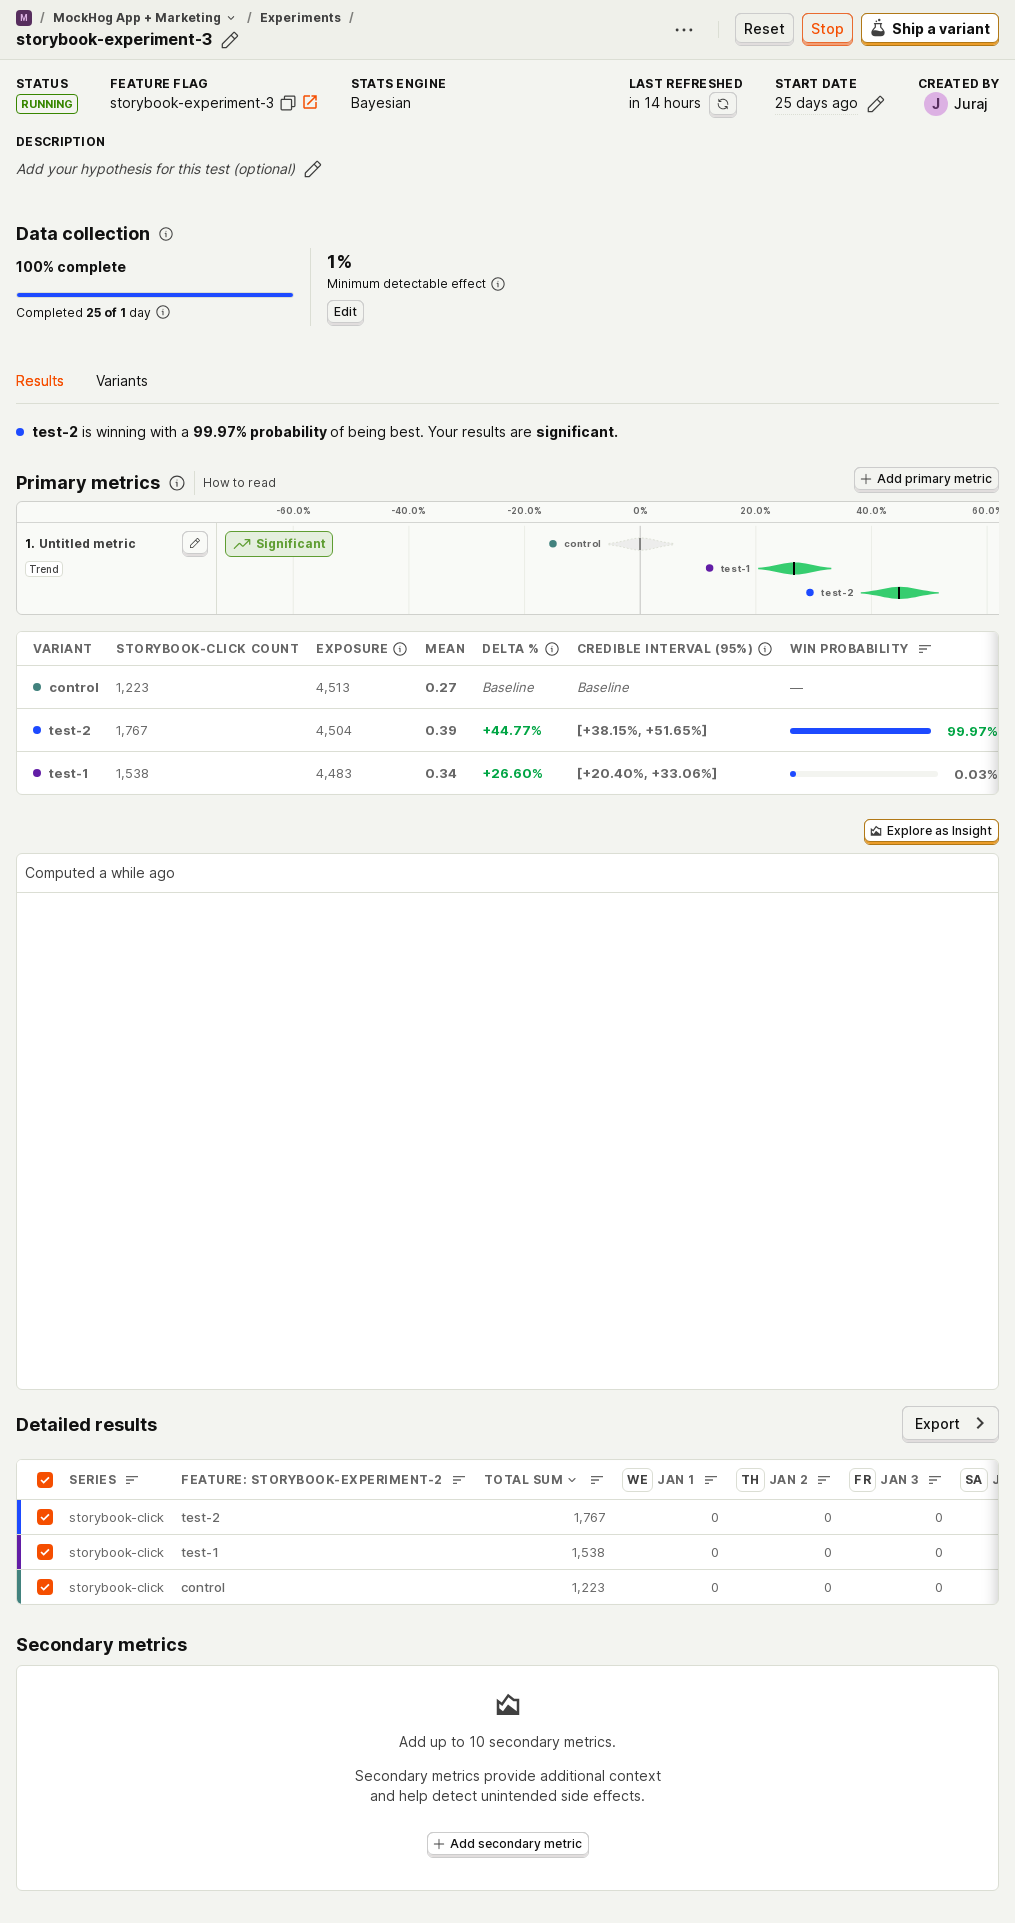 M / MockHog App + Marketing / Experiments /
storybook-experiment-3
Reset
Stop
Ship a variant
STATUS
RUNNING
FEATURE FLAG
storybook-experiment-3
STATS ENGINE
Bayesian
LAST REFRESHED
in 14 hours
START DATE
25 days ago
CREATED BY
J Juraj
DESCRIPTION
Add your hypothesis for this test (optional)
Data collection
100% complete
Completed 25 of 1 day
1%
Minimum detectable effect
Edit
Results
Variants
test-2 is winning with a 99.97% probability of being best. Your results are significant.
Primary metrics
How to read
Add primary metric
-60.0% -40.0% -20.0% 0% 20.0% 40.0% 60.0%
1. Untitled metric
Trend
Significant
control
test-1
test-2
VARIANT STORYBOOK-CLICK COUNT EXPOSURE MEAN DELTA % CREDIBLE INTERVAL (95%) WIN PROBABILITY
control 1,223 4,513 0.27 Baseline Baseline —
test-2 1,767 4,504 0.39 +44.77% [+38.15%, +51.65%] 99.97%
test-1 1,538 4,483 0.34 +26.60% [+20.40%, +33.06%] 0.03%
Explore as Insight
Computed a while ago
Detailed results
Export
SERIES FEATURE: STORYBOOK-EXPERIMENT-2 TOTAL SUM WE JAN 1 TH JAN 2 FR JAN 3 SA
storybook-click test-2 1,767 0 0 0
storybook-click test-1 1,538 0 0 0
storybook-click control 1,223 0 0 0
Secondary metrics
Add up to 10 secondary metrics.
Secondary metrics provide additional context
and help detect unintended side effects.
Add secondary metric